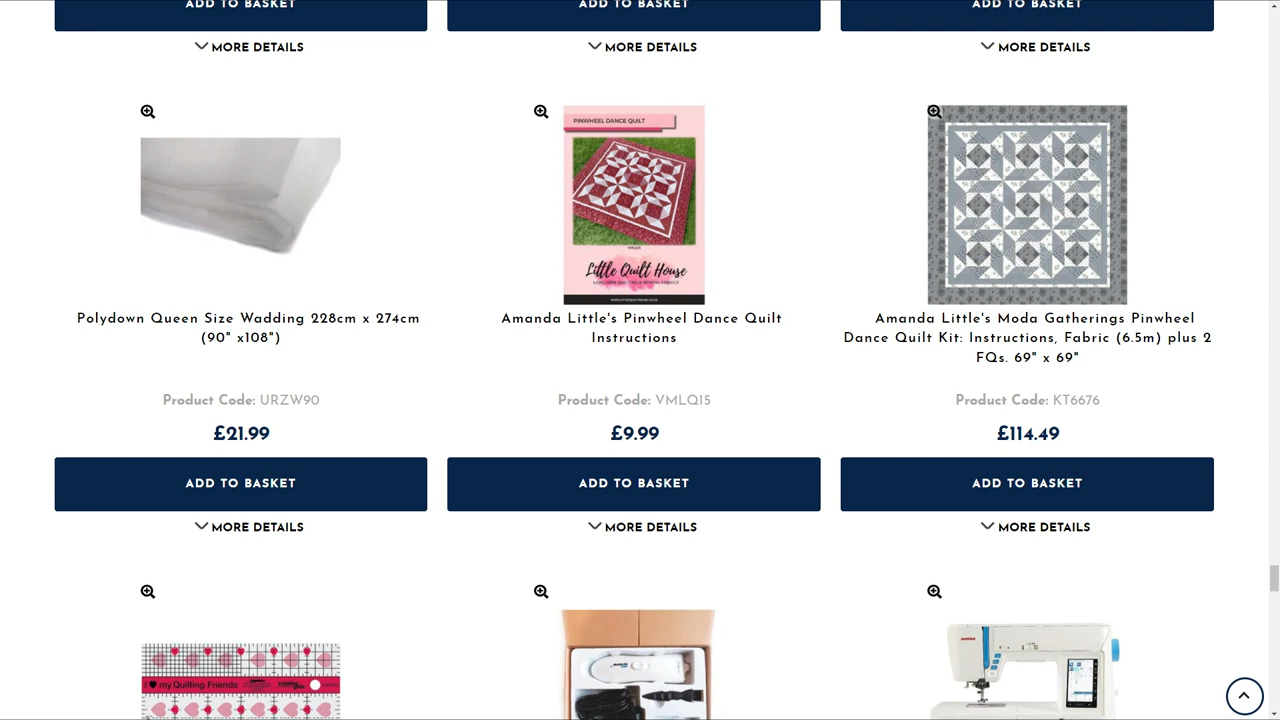 ADD TO BASKET
ADD TO BASKET
ADD TO BASKET
MORE DETAILS
MORE DETAILS
MORE DETAILS
PINWHEEL DANCE QUILT
Little Quilt House
Polydown Queen Size Wadding 228cm x 274cm
(90" x108")
Amanda Little's Pinwheel Dance Quilt
Instructions
Amanda Little's Moda Gatherings Pinwheel
Dance Quilt Kit: Instructions, Fabric (6.5m) plus 2
FQs. 69" x 69"
Product Code: URZW90
Product Code: VMLQ15
Product Code: KT6676
£21.99
£9.99
£114.49
ADD TO BASKET
ADD TO BASKET
ADD TO BASKET
MORE DETAILS
MORE DETAILS
MORE DETAILS
I my Quilting Friends
JANOME